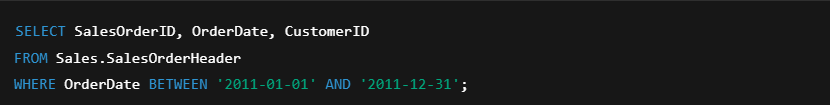 SELECT SalesOrderID, OrderDate, CustomerID
FROM Sales.SalesOrderHeader
WHERE OrderDate BETWEEN '2011-01-01' AND '2011-12-31';